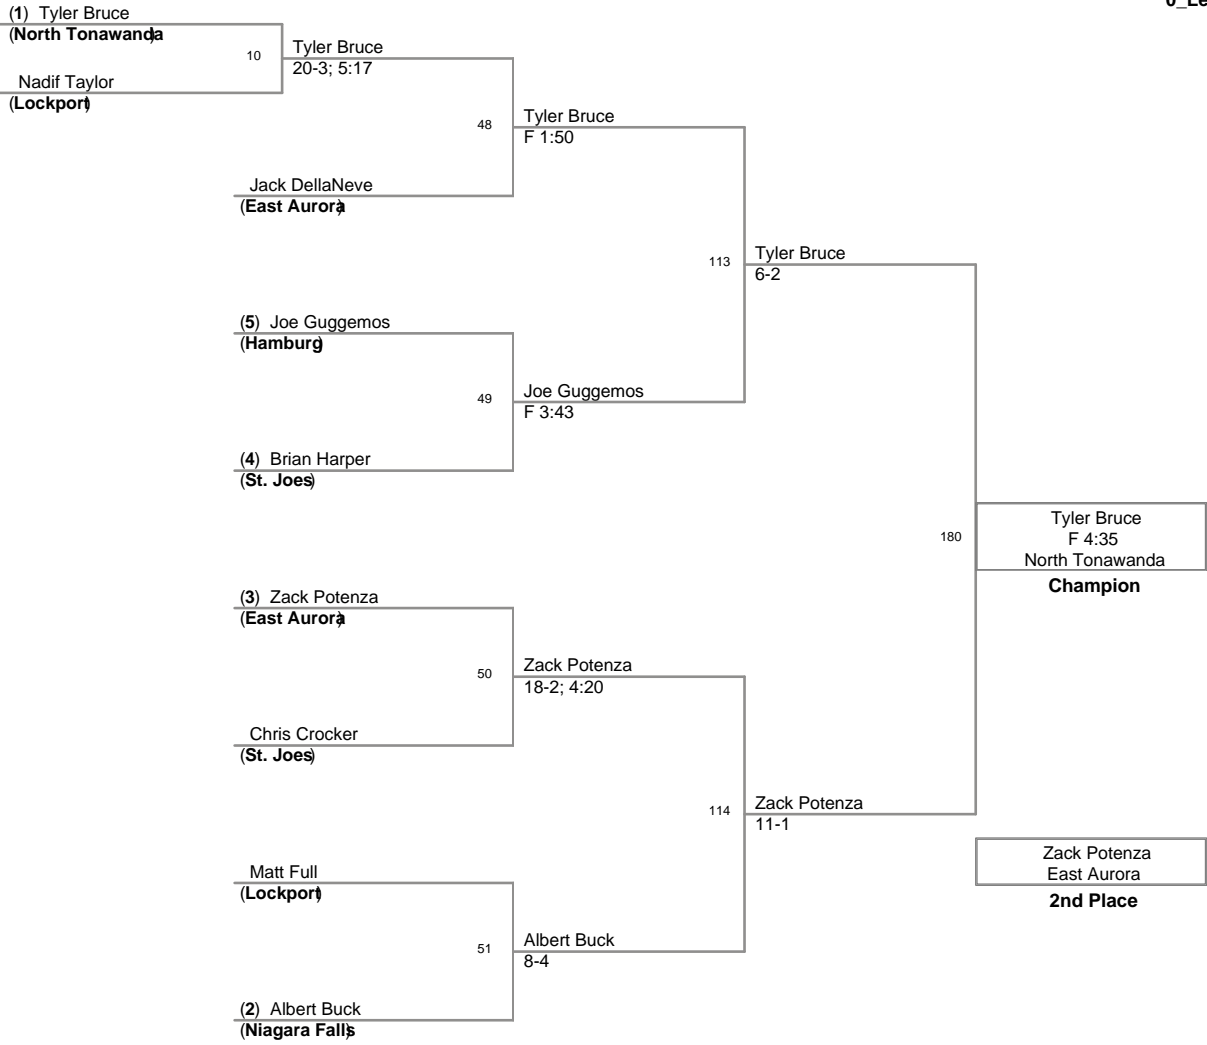 0_Le
(1) Tyler Bruce
(North Tonawanda)
10
Tyler Bruce
20-3; 5:17
Nadif Taylor
(Lockport)
48
Tyler Bruce
F 1:50
Jack DellaNeve
(East Aurora)
113
Tyler Bruce
6-2
(5) Joe Guggemos
(Hamburg)
49
Joe Guggemos
F 3:43
(4) Brian Harper
(St. Joes)
180
Tyler Bruce
F 4:35
North Tonawanda
Champion
(3) Zack Potenza
(East Aurora)
50
Zack Potenza
18-2; 4:20
Chris Crocker
(St. Joes)
114
Zack Potenza
11-1
Zack Potenza
East Aurora
2nd Place
Matt Full
(Lockport)
51
Albert Buck
8-4
(2) Albert Buck
(Niagara Falls)